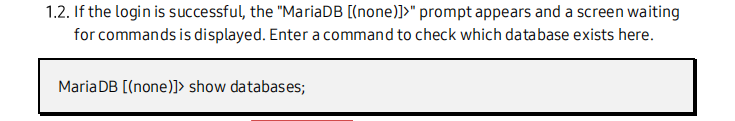 1.2. If the login is successful, the "MariaDB [(none)]>" prompt appears and a screen waiting
for commands is displayed. Enter a command to check which database exists here.
MariaDB [(none)]> show databases;